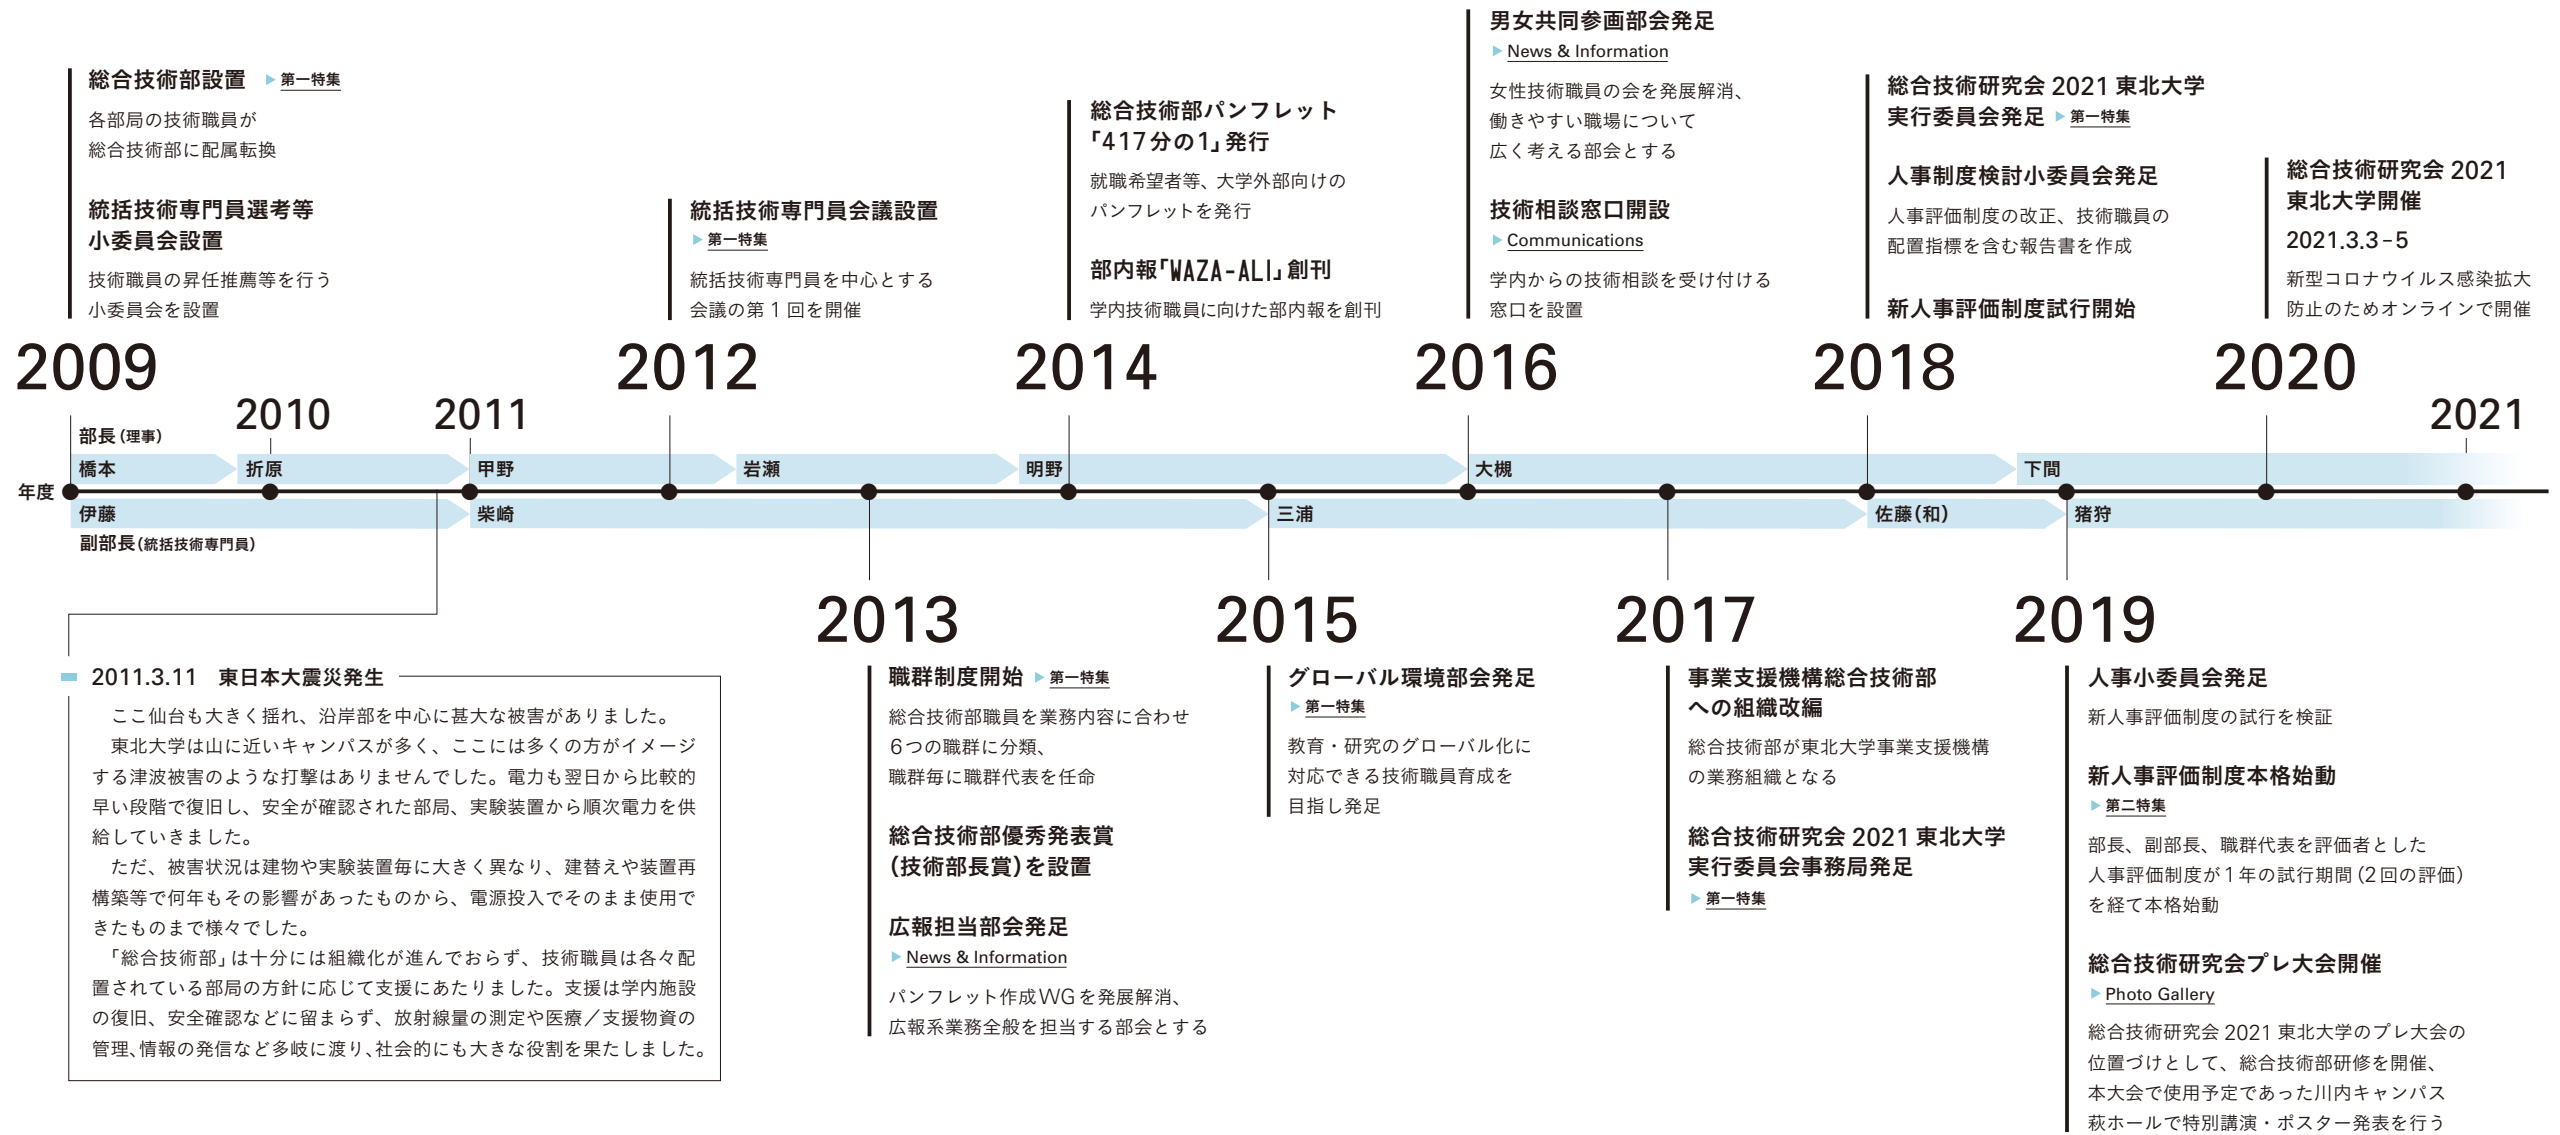 総合技術部設置 ▶ 第一特集
各部局の技術職員が
総合技術部に配属転換
統括技術専門員選考等
小委員会設置
技術職員の昇任推薦等を行う
小委員会を設置
統括技術専門員会議設置
▶ 第一特集
統括技術専門員を中心とする
会議の第 1 回を開催
総合技術部パンフレット
「417分の1」発行
就職希望者等、大学外部向けの
パンフレットを発行
部内報「WAZA-ALI」創刊
学内技術職員に向けた部内報を創刊
男女共同参画部会発足
▶ News & Information
女性技術職員の会を発展解消、
働きやすい職場について
広く考える部会とする
技術相談窓口開設
▶ Communications
学内からの技術相談を受け付ける
窓口を設置
総合技術研究会 2021 東北大学
実行委員会発足 ▶ 第一特集
人事制度検討小委員会発足
人事評価制度の改正、技術職員の
配置指標を含む報告書を作成
新人事評価制度試行開始
総合技術研究会 2021
東北大学開催
2021.3.3–5
新型コロナウイルス感染拡大
防止のためオンラインで開催
2009
2010
2011
2012
2014
2016
2018
2020
2021
部長(理事)
橋本
折原
甲野
岩瀬
明野
大槻
下間
年度
伊藤
柴崎
三浦
佐藤(和)
猪狩
副部長(統括技術専門員)
2011.3.11 東日本大震災発生
ここ仙台も大きく揺れ、沿岸部を中心に甚大な被害がありました。
東北大学は山に近いキャンパスが多く、ここには多くの方がイメージ
する津波被害のような打撃はありませんでした。電力も翌日から比較的
早い段階で復旧し、安全が確認された部局、実験装置から順次電力を供
給していきました。
ただ、被害状況は建物や実験装置毎に大きく異なり、建替えや装置再
構築等で何年もその影響があったものから、電源投入でそのまま使用で
きたものまで様々でした。
「総合技術部」は十分には組織化が進んでおらず、技術職員は各々配
置されている部局の方針に応じて支援にあたりました。支援は学内施設
の復旧、安全確認などに留まらず、放射線量の測定や医療／支援物資の
管理、情報の発信など多岐に渡り、社会的にも大きな役割を果たしました。
2013
職群制度開始 ▶ 第一特集
総合技術部職員を業務内容に合わせ
6つの職群に分類、
職群毎に職群代表を任命
総合技術部優秀発表賞
(技術部長賞)を設置
広報担当部会発足
▶ News & Information
パンフレット作成WGを発展解消、
広報系業務全般を担当する部会とする
2015
グローバル環境部会発足
▶ 第一特集
教育・研究のグローバル化に
対応できる技術職員育成を
目指し発足
2017
事業支援機構総合技術部
への組織改編
総合技術部が東北大学事業支援機構
の業務組織となる
総合技術研究会 2021 東北大学
実行委員会事務局発足
▶ 第一特集
2019
人事小委員会発足
新人事評価制度の試行を検証
新人事評価制度本格始動
▶ 第二特集
部長、副部長、職群代表を評価者とした
人事評価制度が1年の試行期間(2回の評価)
を経て本格始動
総合技術研究会プレ大会開催
▶ Photo Gallery
総合技術研究会 2021 東北大学のプレ大会の
位置づけとして、総合技術部研修を開催、
本大会で使用予定であった川内キャンパス
萩ホールで特別講演・ポスター発表を行う